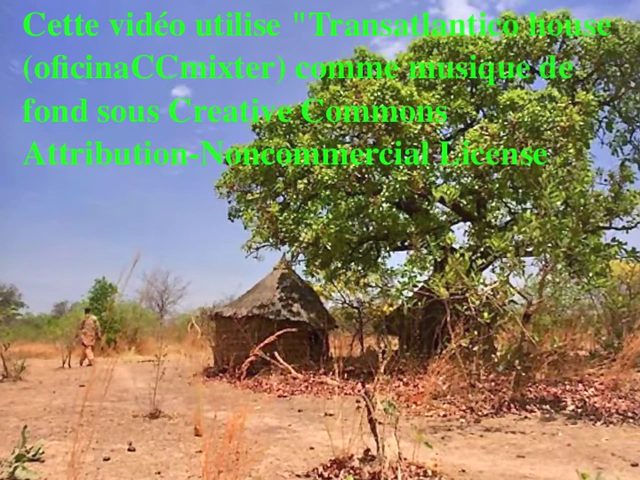 Cette vidéo utilise "Transatlantico house
(oficinaCCmixter) comme musique de
fond sous Creative Commons
Attribution-Noncommercial License